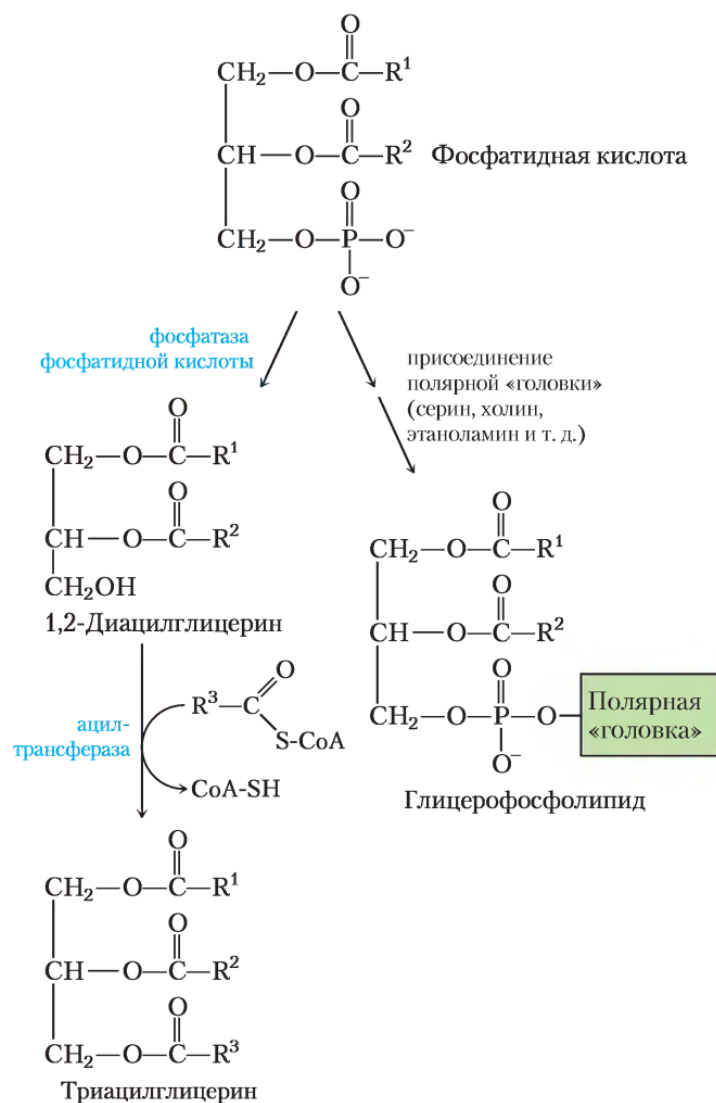 O
CH₂—O—C—R¹
O
CH—O—C—R² Фосфатидная кислота
O
CH₂—O—P—O⁻
O⁻
фосфатаза
фосфатидной кислоты
присоединение
полярной «головки»
(серин, холин,
этаноламин и т. д.)
O
CH₂—O—C—R¹
O
CH—O—C—R²
CH₂OH
1,2-Диацилглицерин
O
CH₂—O—C—R¹
O
CH—O—C—R²
O
CH₂—O—P—O—
O⁻
Полярная
«головка»
Глицерофосфолипид
ацил-
трансфераза
O
R³—C
S-CoA
CoA-SH
O
CH₂—O—C—R¹
O
CH—O—C—R²
O
CH₂—O—C—R³
Триацилглицерин